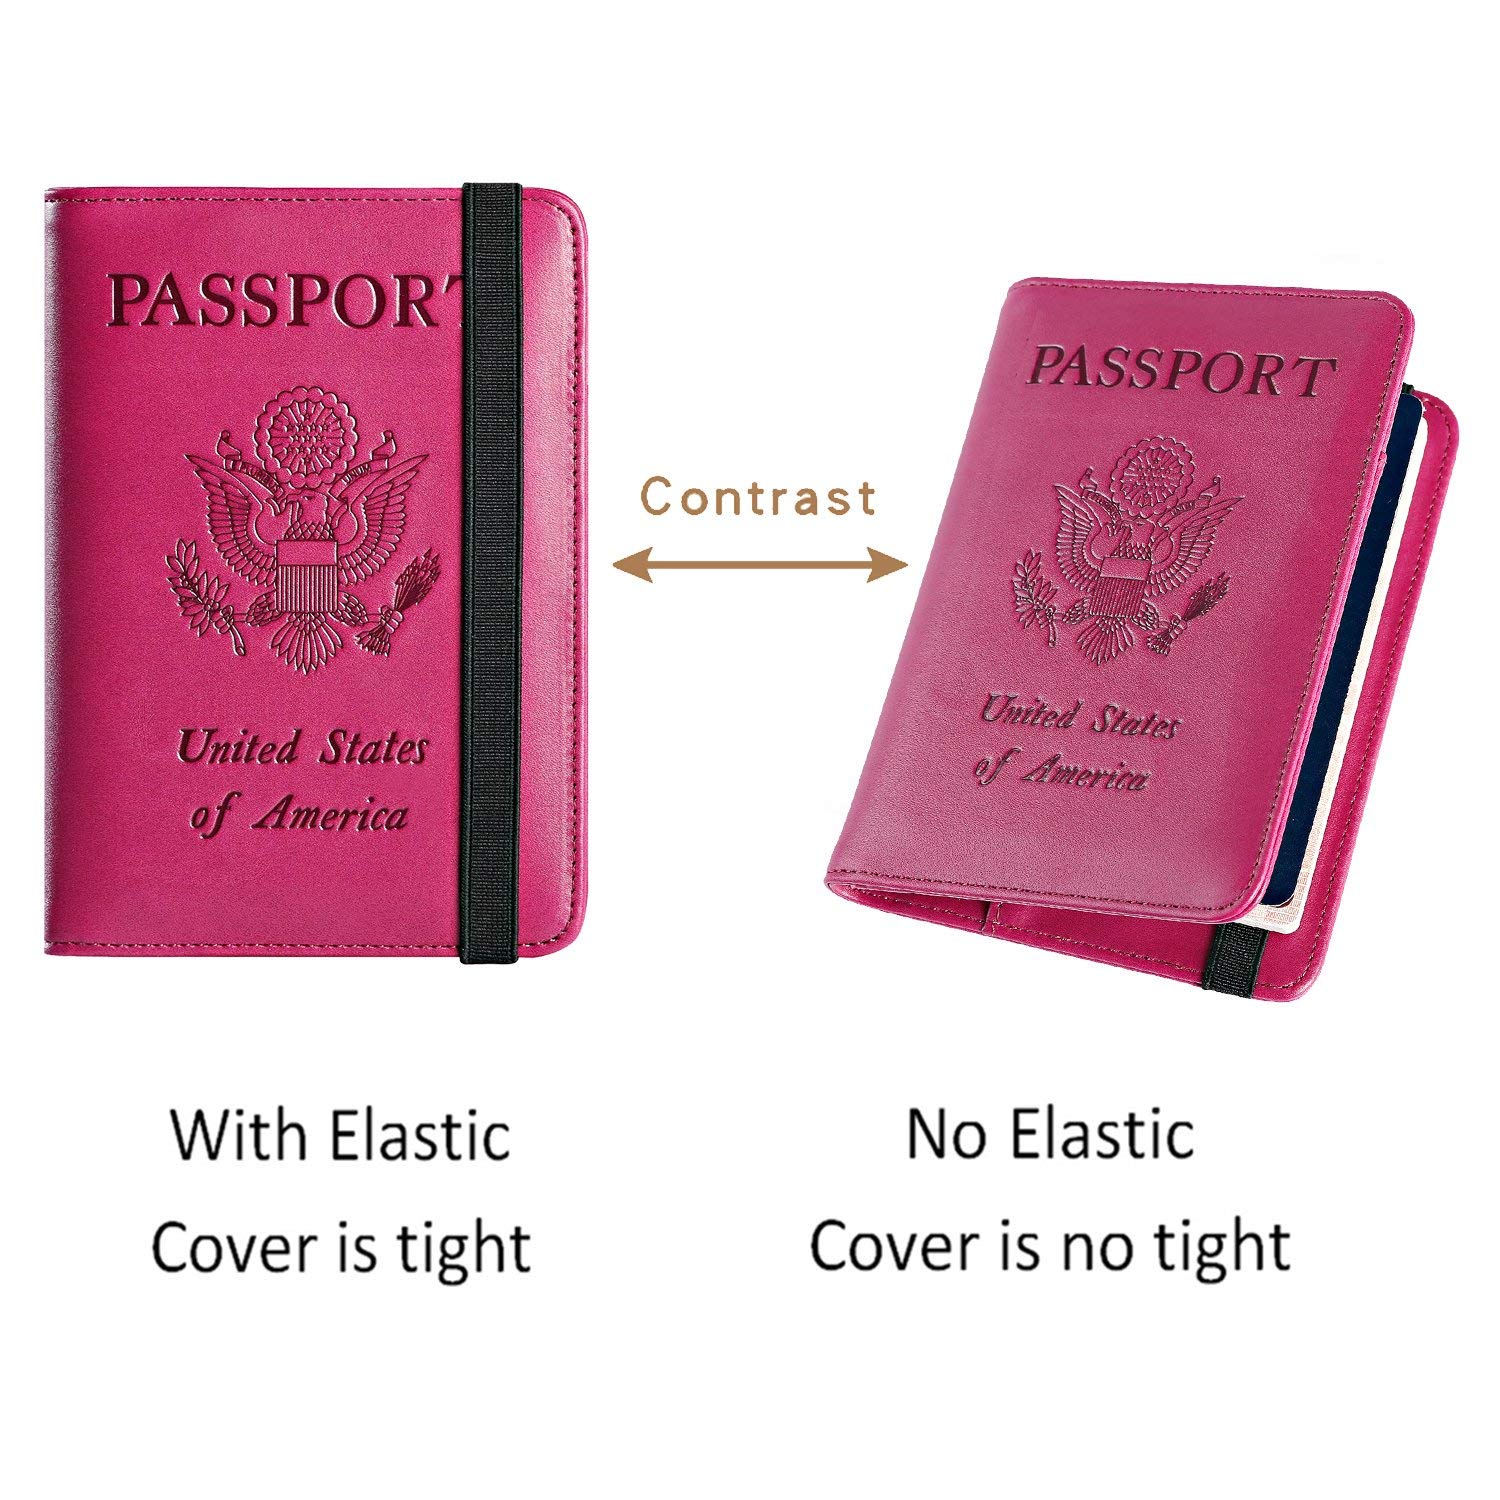 PASSPORT
United States
of America
Contrast
PASSPORT
United States
of America
With Elastic
Cover is tight
No Elastic
Cover is no tight